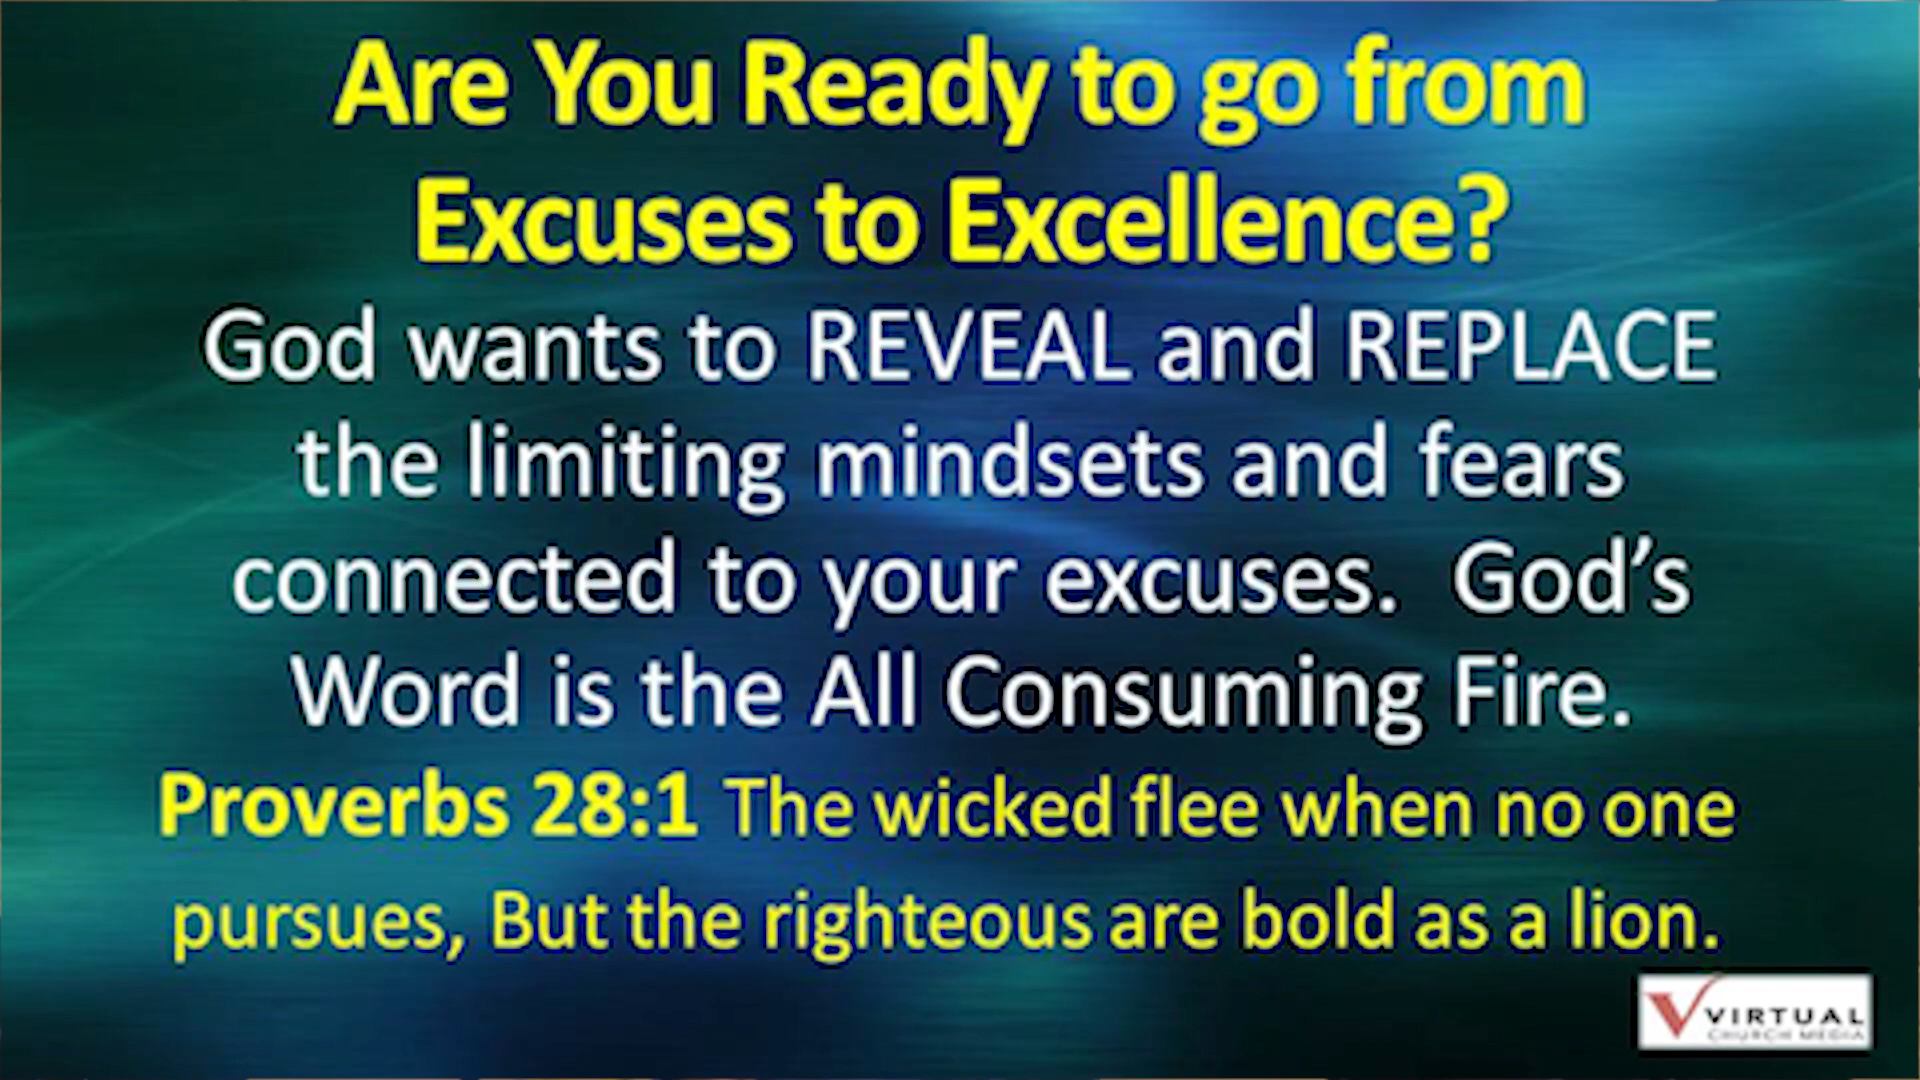 Are You Ready to go from
Excuses to Excellence?
God wants to REVEAL and REPLACE
the limiting mindsets and fears
connected to your excuses.  God’s
Word is the All Consuming Fire.
Proverbs 28:1 The wicked flee when no one
pursues, But the righteous are bold as a lion.
VIRTUAL
CHURCH MEDIA